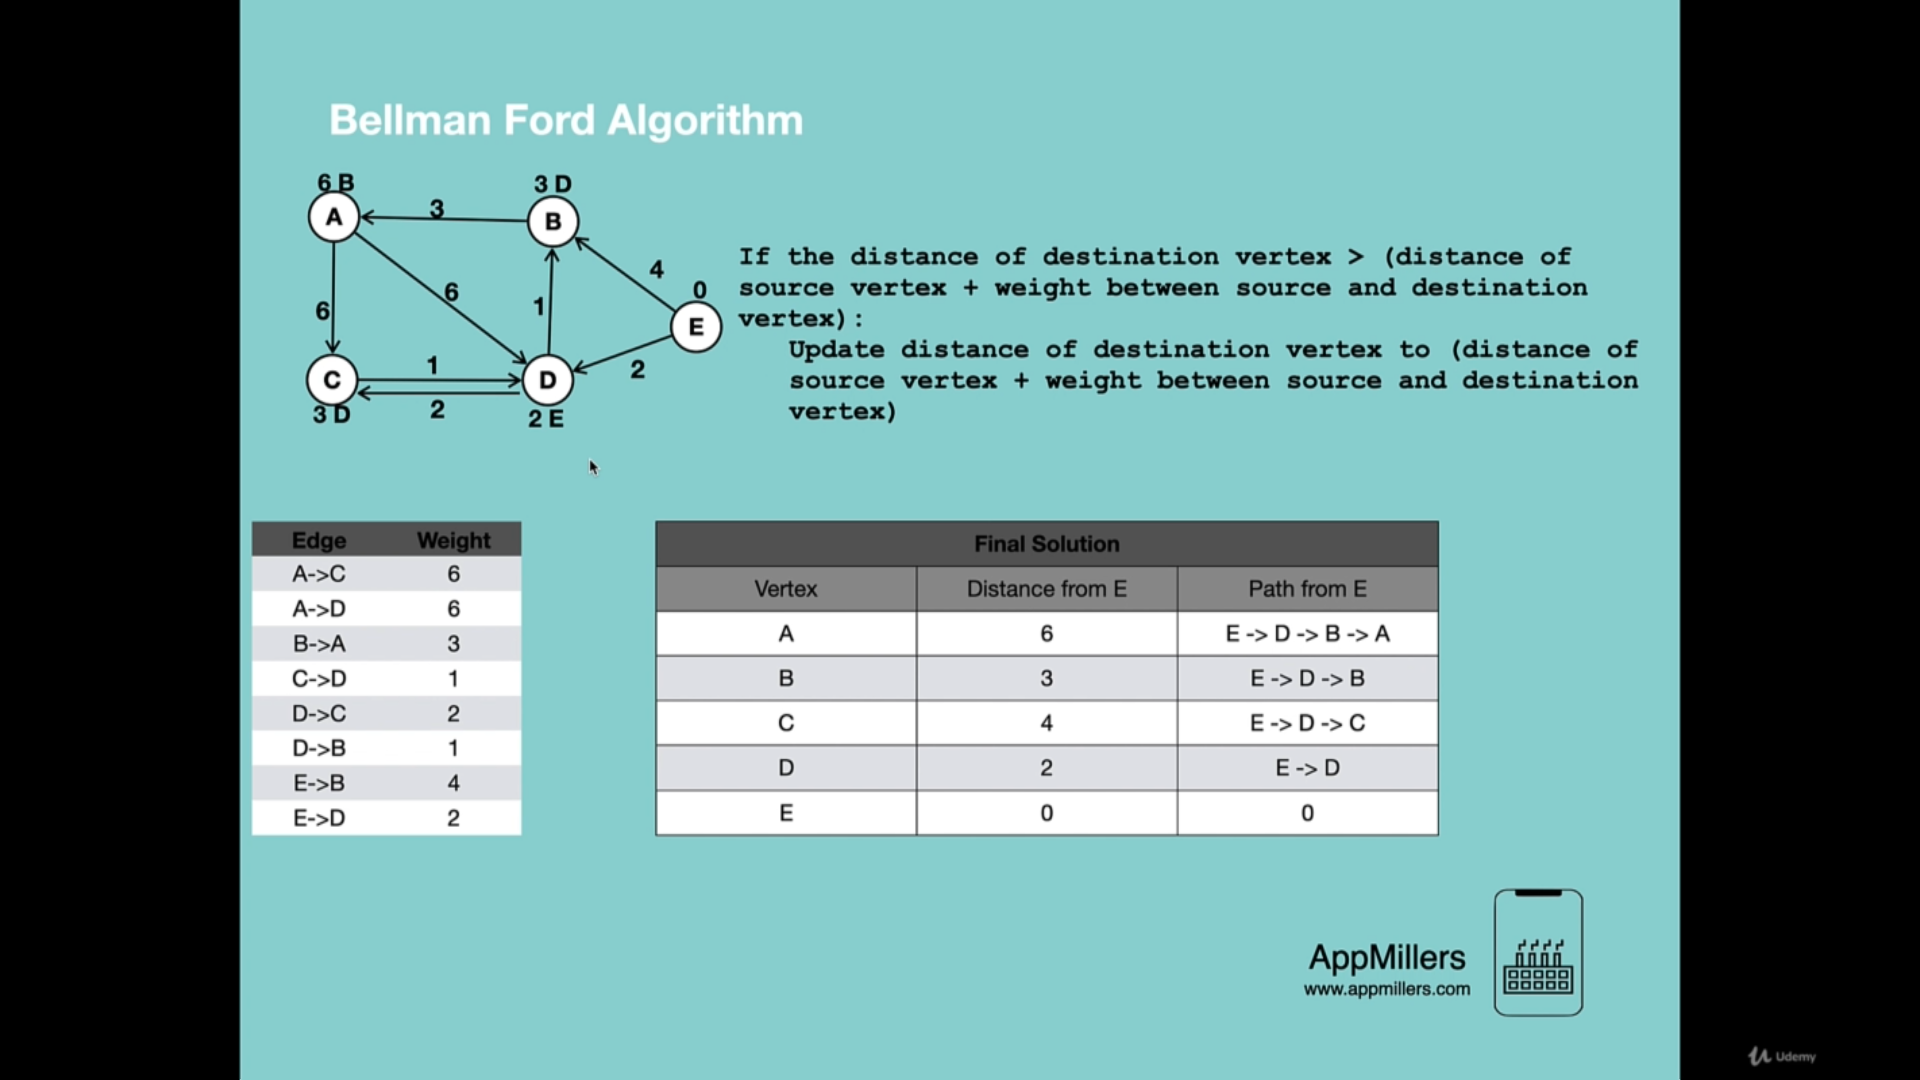 Bellman Ford Algorithm
6 B
3 D
A
3
B
4
0
6
6
1
E
C
1
D
2
3 D
2
2 E
If the distance of destination vertex > (distance of
source vertex + weight between source and destination
vertex):
Update distance of destination vertex to (distance of
source vertex + weight between source and destination
vertex)
Edge Weight
A->C 6
A->D 6
B->A 3
C->D 1
D->C 2
D->B 1
E->B 4
E->D 2
Final Solution
Vertex Distance from E Path from E
A 6 E -> D -> B -> A
B 3 E -> D -> B
C 4 E -> D -> C
D 2 E -> D
E 0 0
AppMillers
www.appmillers.com
Udemy